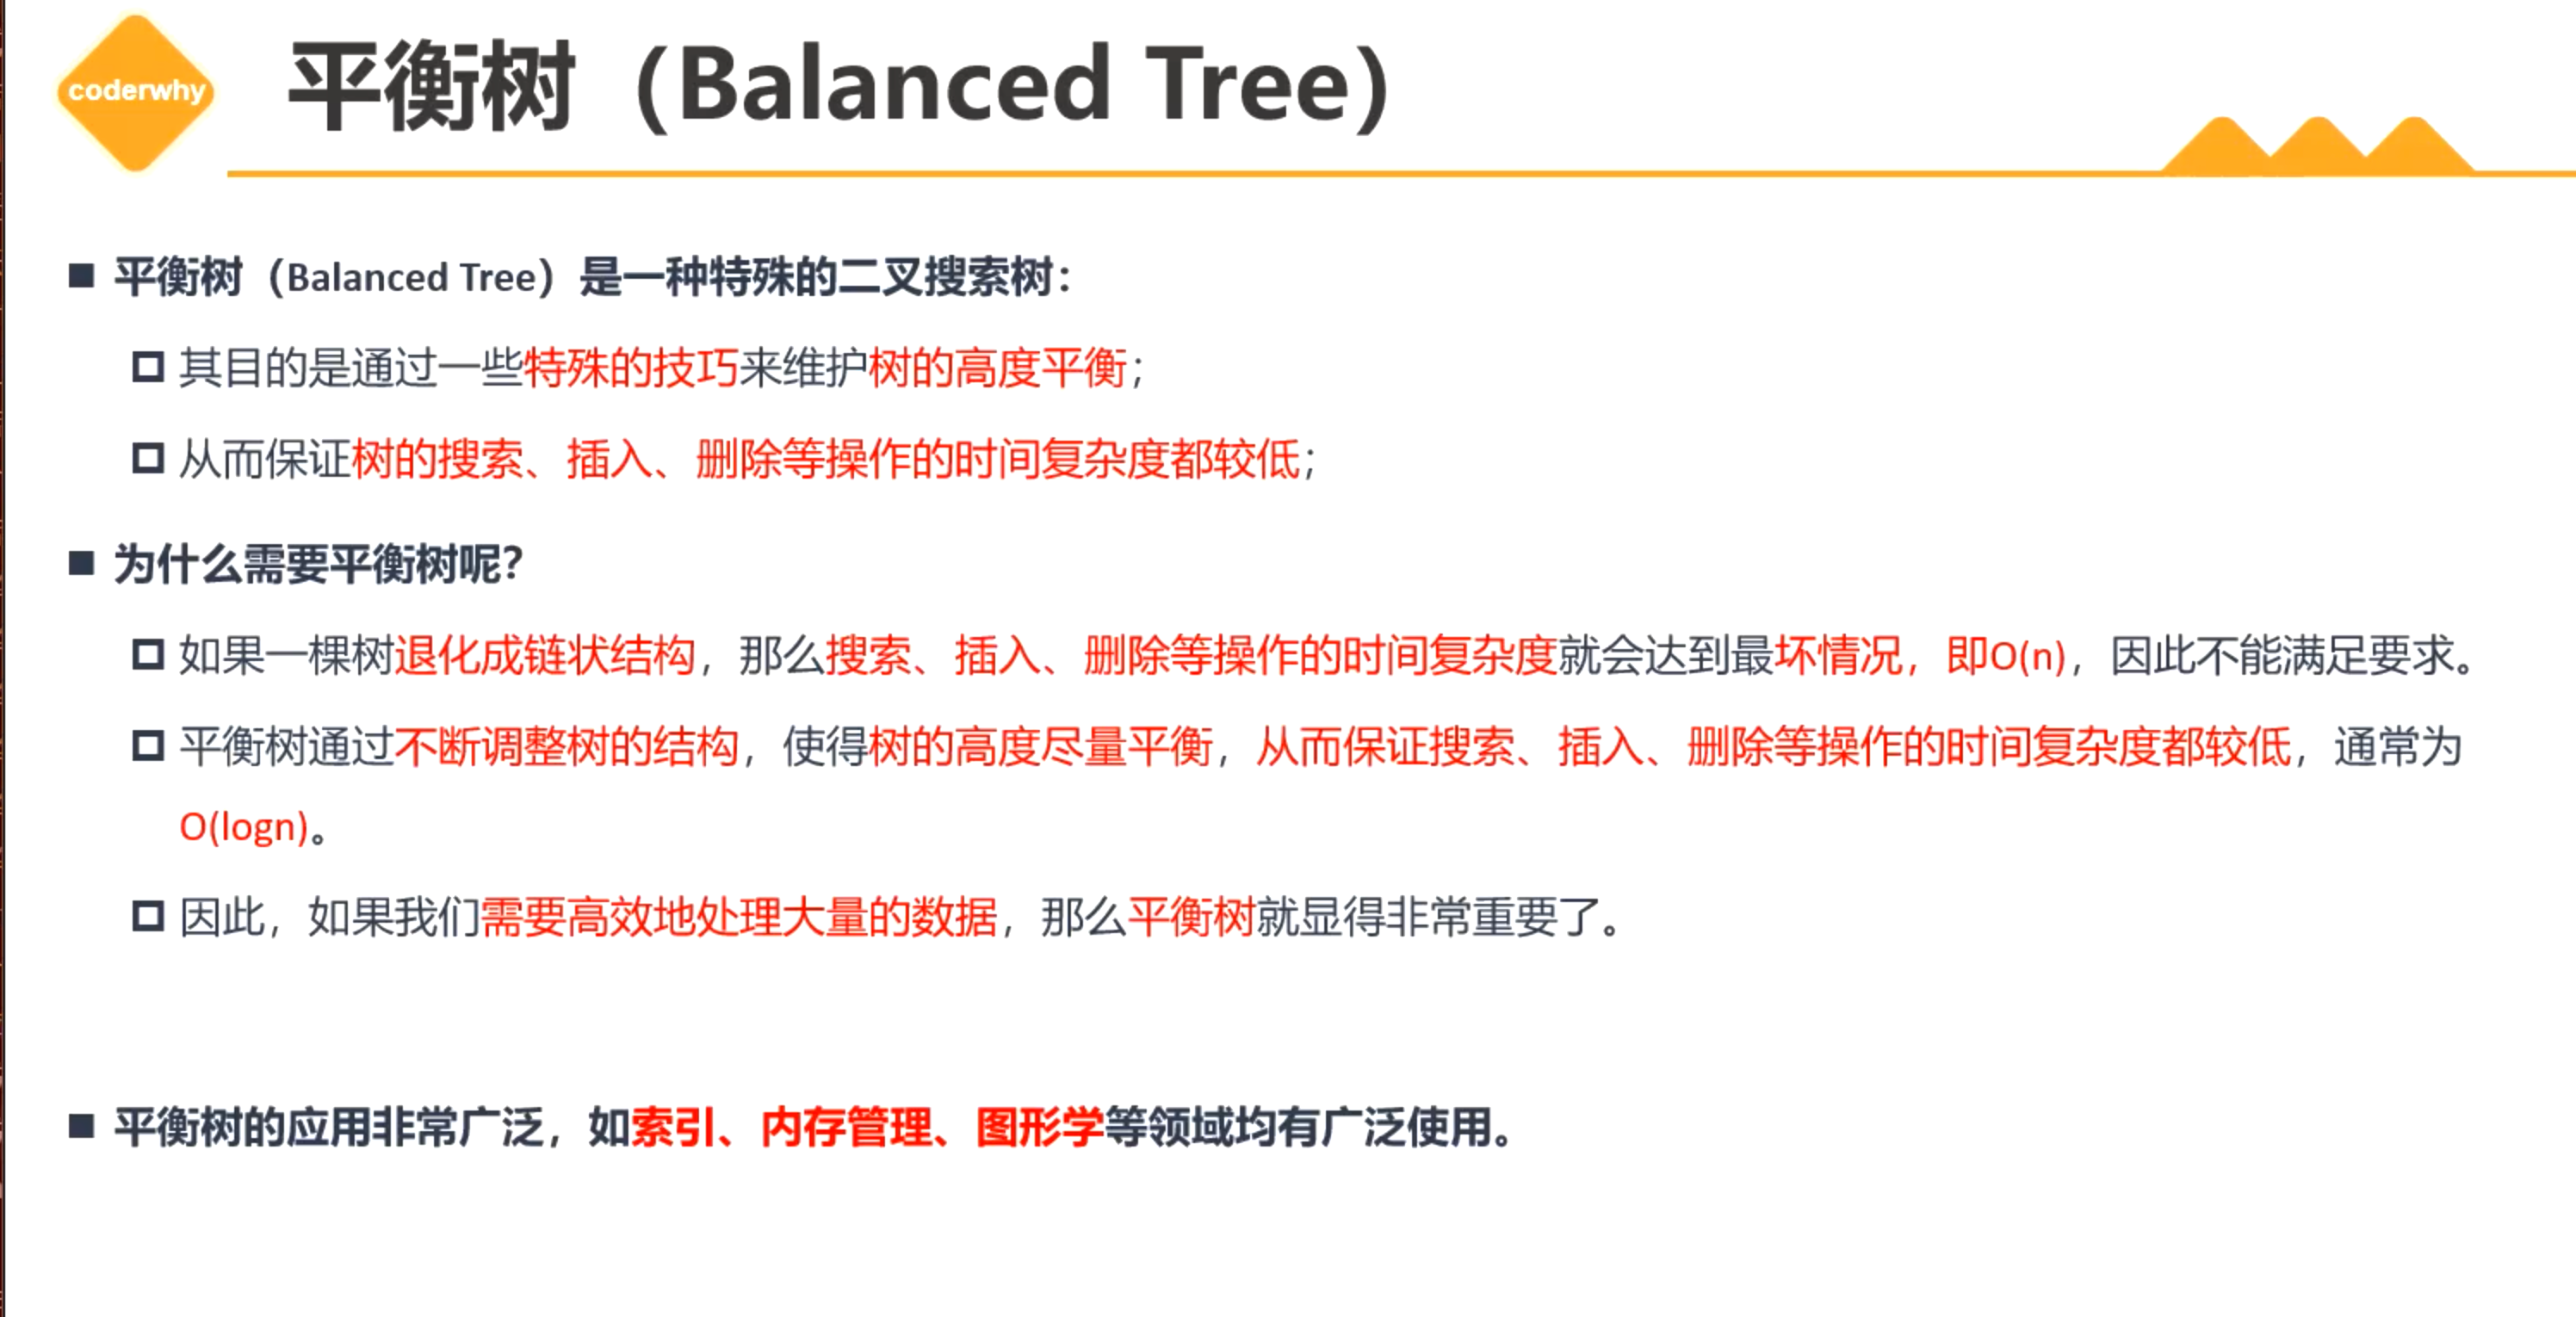 coderwhy
平衡树（Balanced Tree）
平衡树（Balanced Tree）是一种特殊的二叉搜索树：
其目的是通过一些特殊的技巧来维护树的高度平衡；
从而保证树的搜索、插入、删除等操作的时间复杂度都较低；
为什么需要平衡树呢？
如果一棵树退化成链状结构，那么搜索、插入、删除等操作的时间复杂度就会达到最坏情况，即O(n)，因此不能满足要求。
平衡树通过不断调整树的结构，使得树的高度尽量平衡，从而保证搜索、插入、删除等操作的时间复杂度都较低，通常为
O(logn)。
因此，如果我们需要高效地处理大量的数据，那么平衡树就显得非常重要了。
平衡树的应用非常广泛，如索引、内存管理、图形学等领域均有广泛使用。